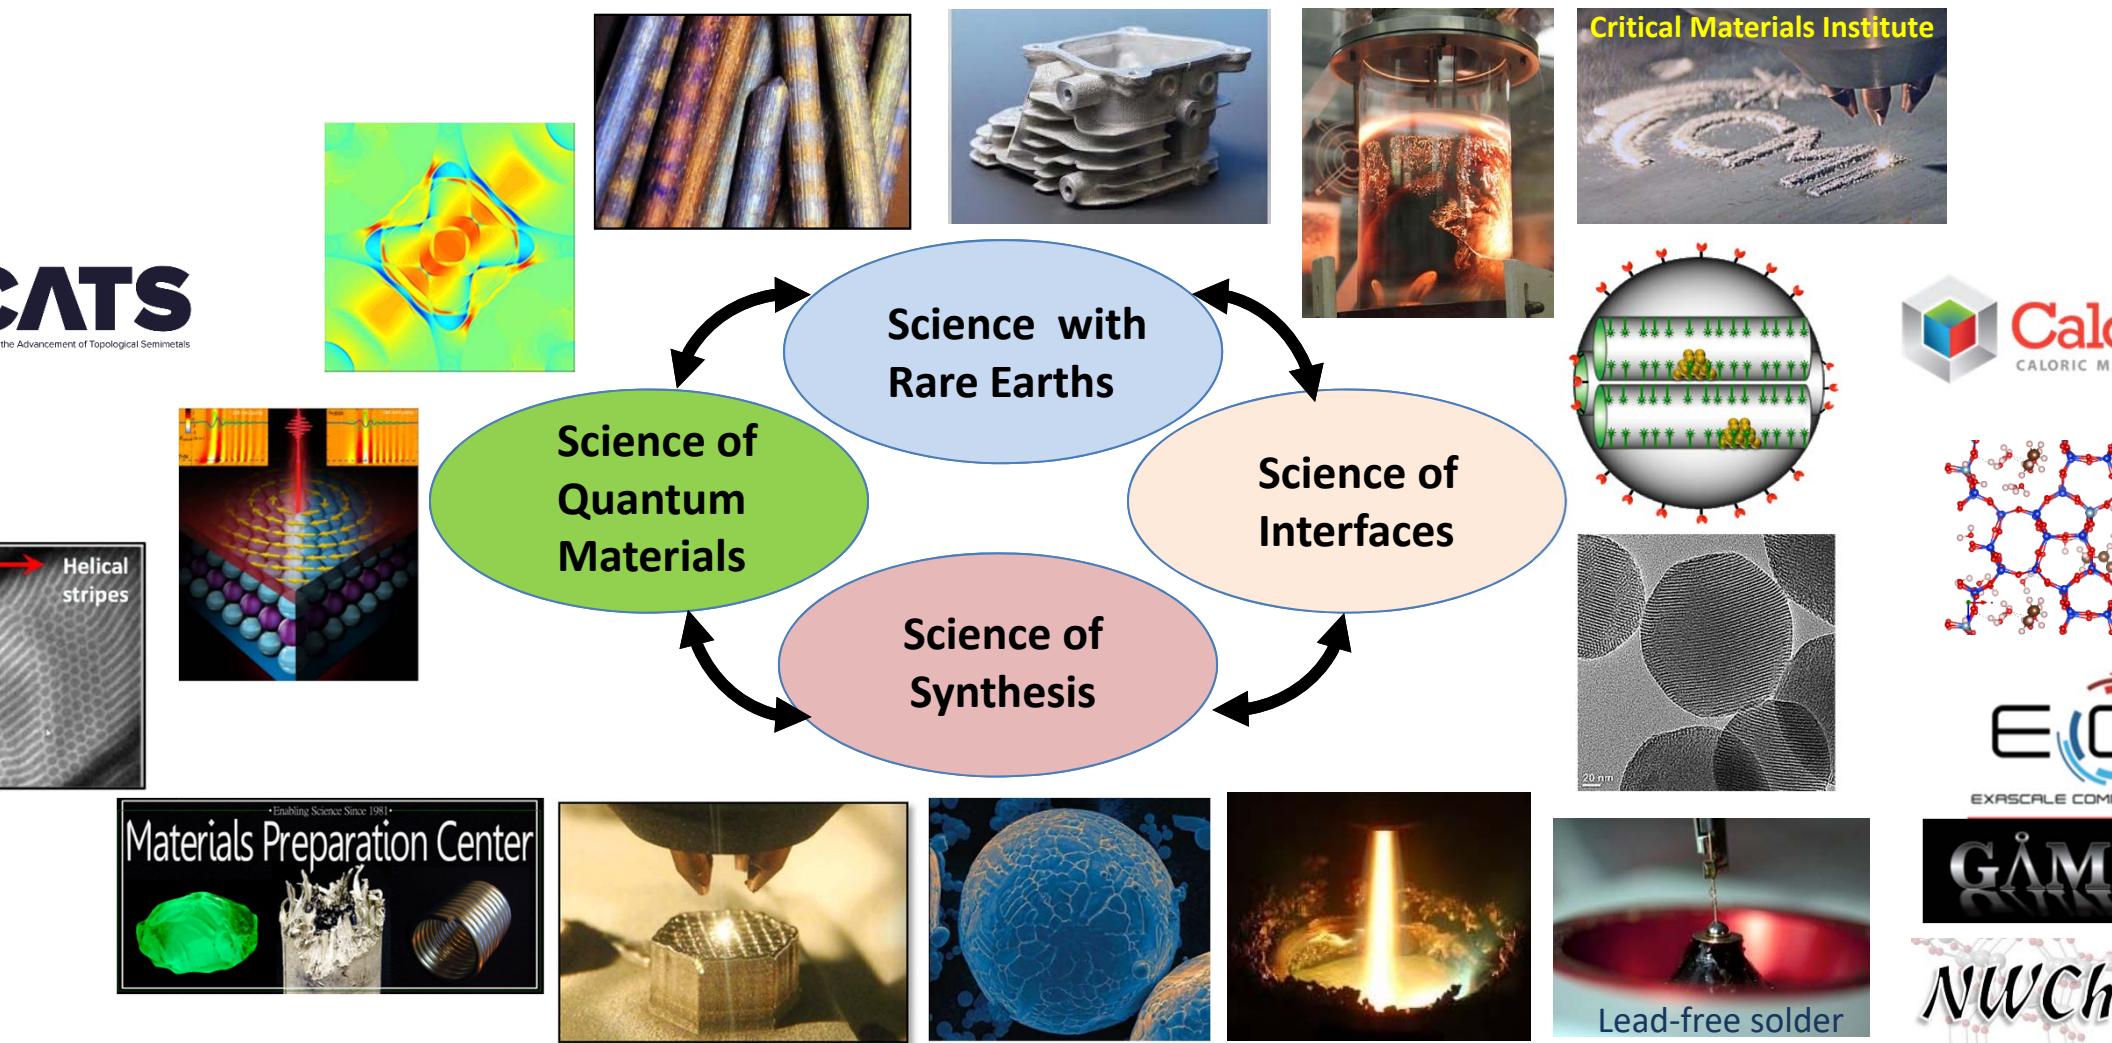 Critical Materials Institute
CMI
CATS
the Advancement of Topological Semimetals
Science with
Rare Earths
Calo
CALORIC M
Science of
Quantum
Materials
Science of
Interfaces
Helical
stripes
Science of
Synthesis
20 nm
EXASCALE COM
•Enabling Science Since 1981•
Materials Preparation Center
GAM
NWCh
Lead-free solder